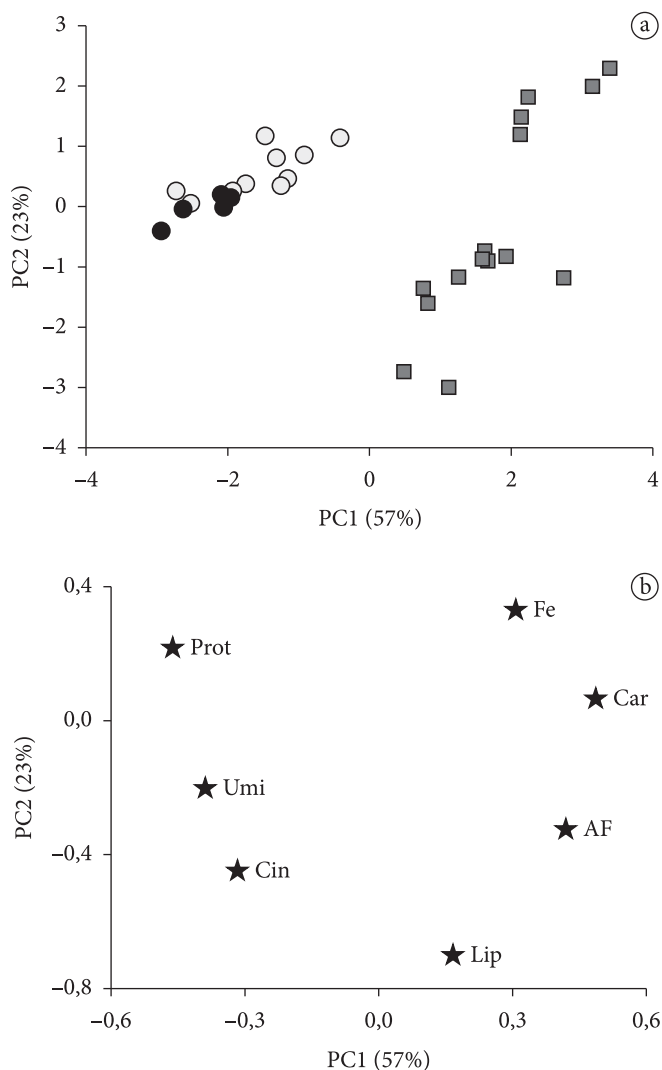 a
3
2
1
0
−1
−2
−3
−4
PC2 (23%)
−4
−2
0
2
4
PC1 (57%)
b
0,4
0,0
−0,4
−0,8
PC2 (23%)
Prot
Fe
Car
Umi
AF
Cin
Lip
−0,6
−0,3
0,0
0,3
0,6
PC1 (57%)